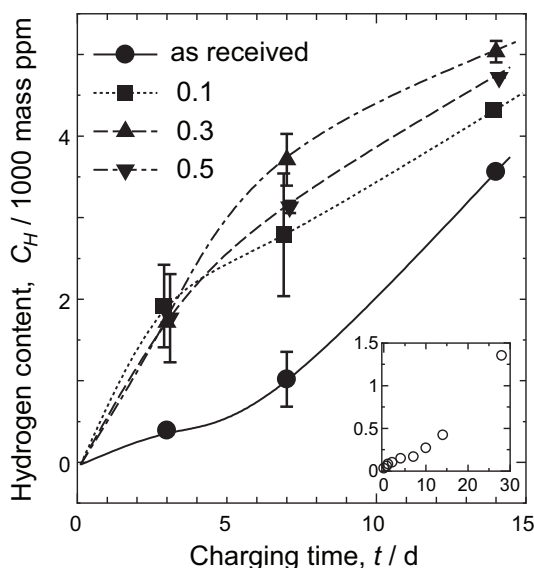 as received
0.1
0.3
0.5
Hydrogen content, C_H / 1000 mass ppm
4
2
0
1.5
1
0.5
0
0 10 20 30
0 5 10 15
Charging time, t / d